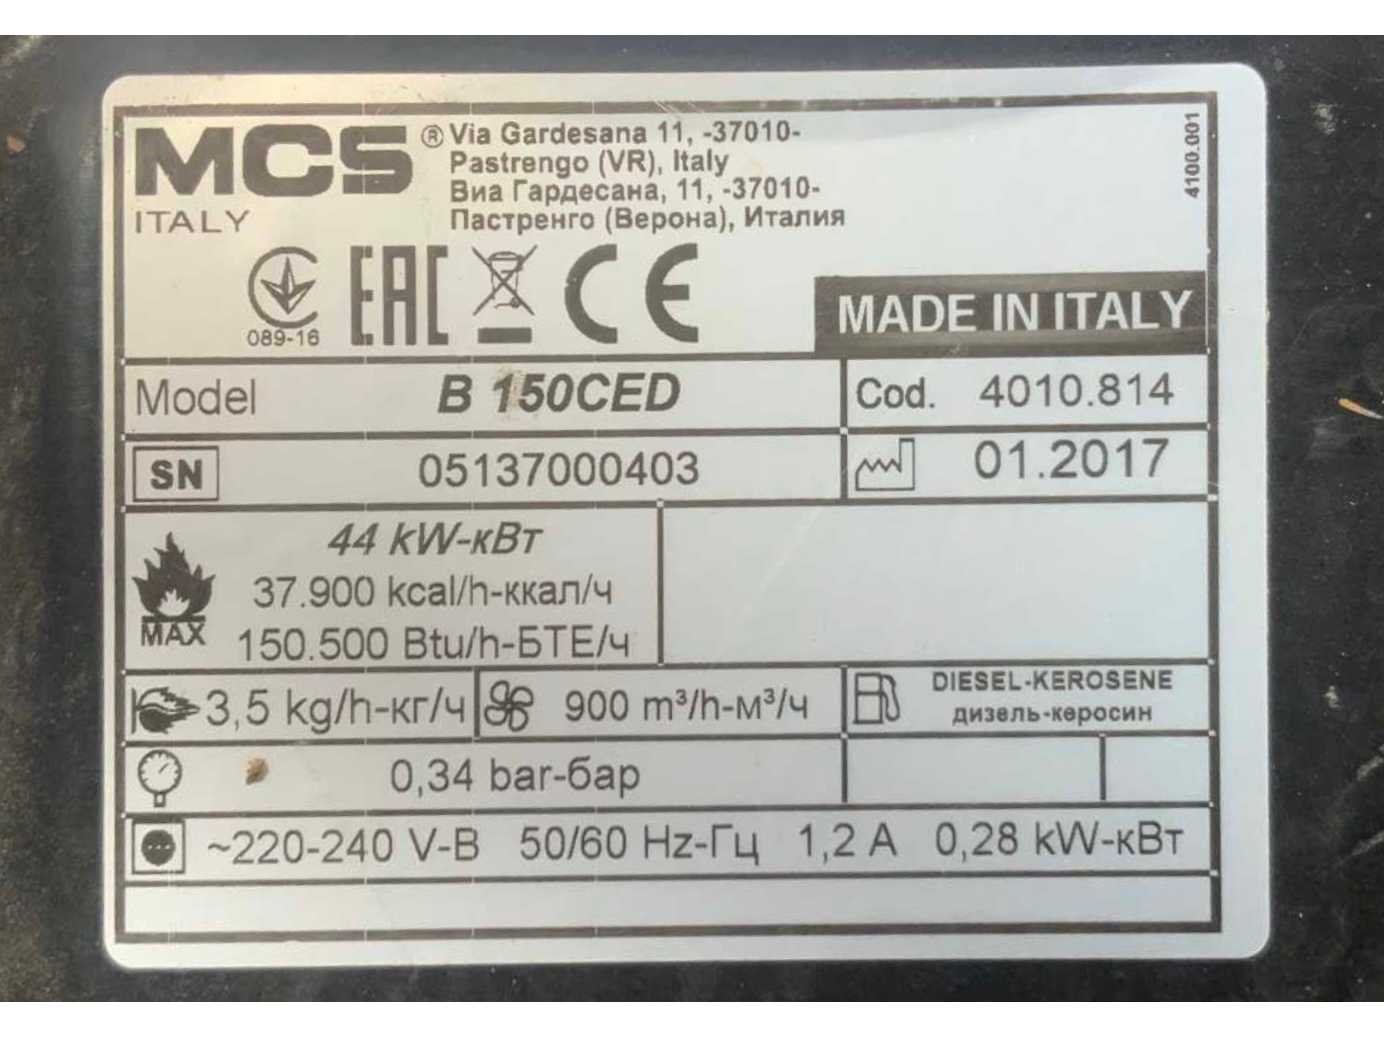 MCS ® Via Gardesana 11, -37010-
Pastrengo (VR), Italy
Виа Гардесана, 11, -37010-
ITALY Пастренго (Верона), Италия
4100.001
EAC CE
089-16
MADE IN ITALY
Model B 150CED Cod. 4010.814
SN 05137000403 01.2017
44 kW-кВт
37.900 kcal/h-ккал/ч
MAX 150.500 Btu/h-БТЕ/ч
3,5 kg/h-кг/ч 900 m³/h-м³/ч DIESEL-KEROSENE
дизель-керосин
0,34 bar-бар
~220-240 V-В 50/60 Hz-Гц 1,2 A 0,28 kW-кВт